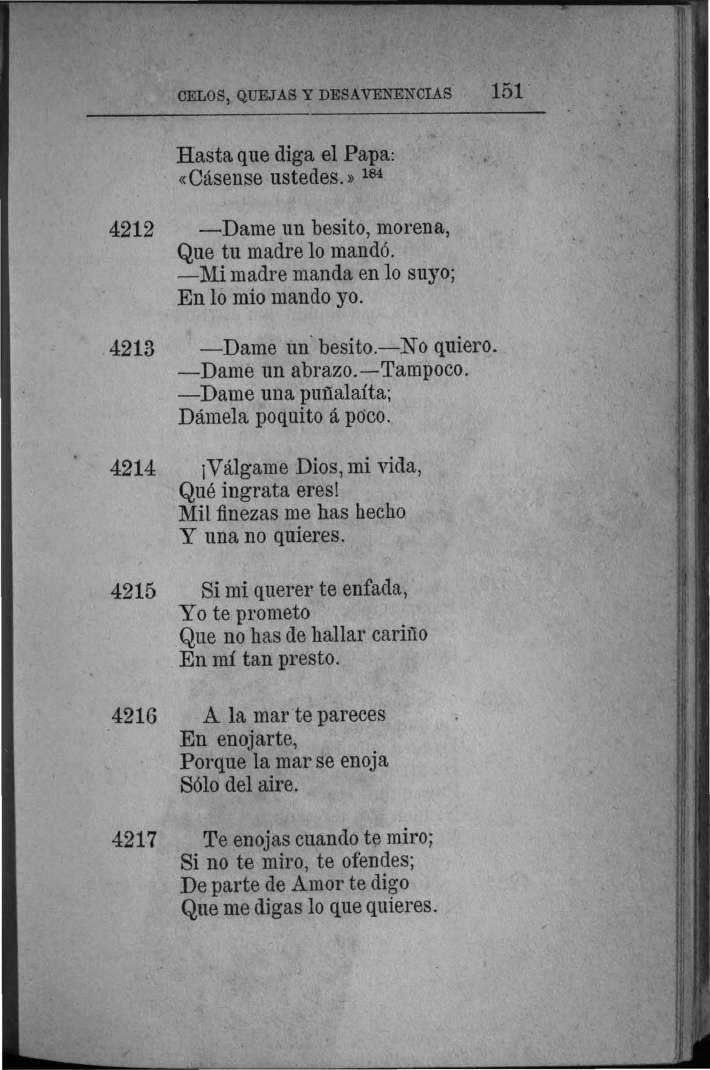 CELOS, QUEJAS Y DESAVENENCIAS 151
Hasta que diga el Papa:
«Cásense ustedes.» 184
4212 —Dame un besito, morena,
Que tu madre lo mandó.
—Mi madre manda en lo suyo;
En lo mio mando yo.
4213 —Dame un besito.—No quiero.
—Dame un abrazo.—Tampoco.
—Dame una puñalaíta;
Dámela poquito á poco.
4214 ¡Válgame Dios, mi vida,
Qué ingrata eres!
Mil finezas me has hecho
Y una no quieres.
4215 Si mi querer te enfada,
Yo te prometo
Que no has de hallar cariño
En mí tan presto.
4216 A la mar te pareces
En enojarte,
Porque la mar se enoja
Sólo del aire.
4217 Te enojas cuando te miro;
Si no te miro, te ofendes;
De parte de Amor te digo
Que me digas lo que quieres.